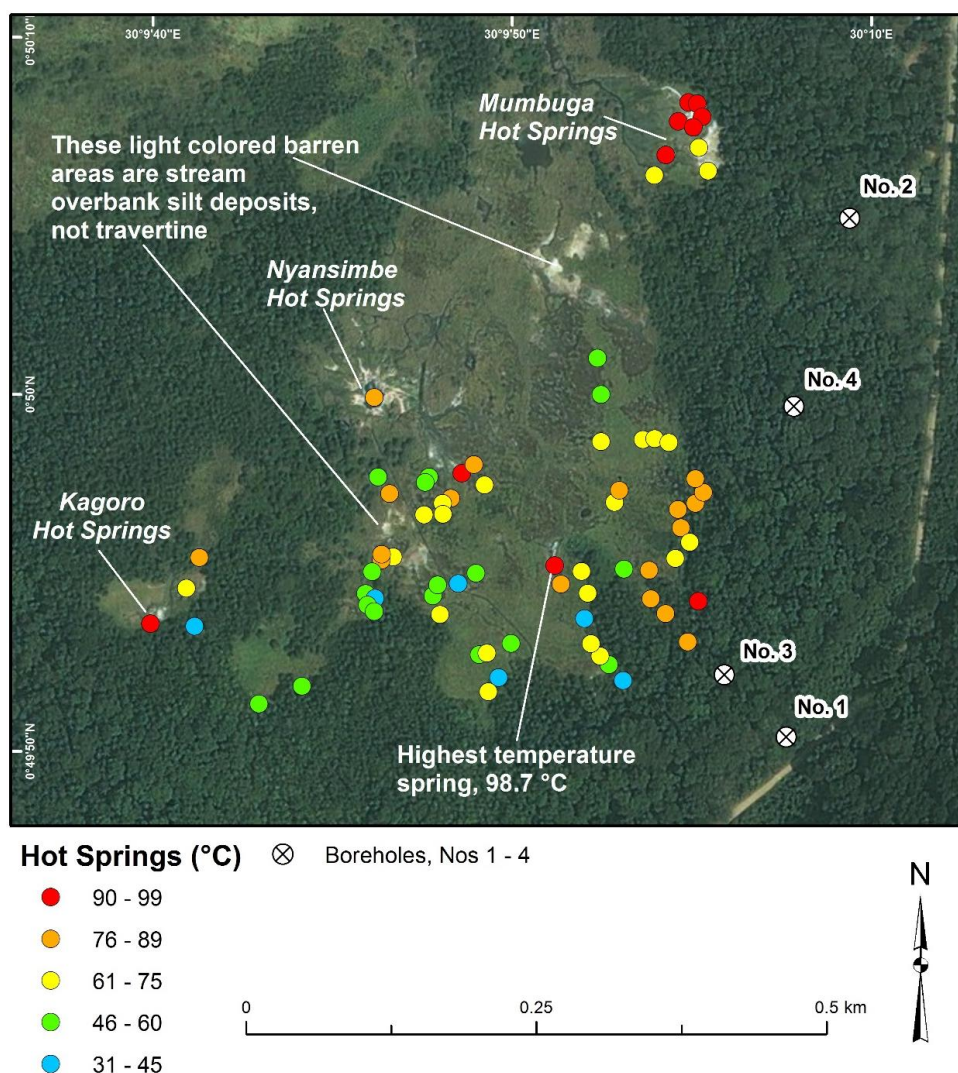 30°9'40"E
30°9'50"E
30°10'E
0°50'10"N
0°50'N
0°49'50"N
Mumbuga
Hot Springs
These light colored barren
areas are stream
overbank silt deposits,
not travertine
No. 2
Nyansimbe
Hot Springs
No. 4
Kagoro
Hot Springs
No. 3
No. 1
Highest temperature
spring, 98.7 °C
Hot Springs (°C)
Boreholes, Nos 1 - 4
90 - 99
76 - 89
61 - 75
46 - 60
31 - 45
N
0
0.25
0.5 km